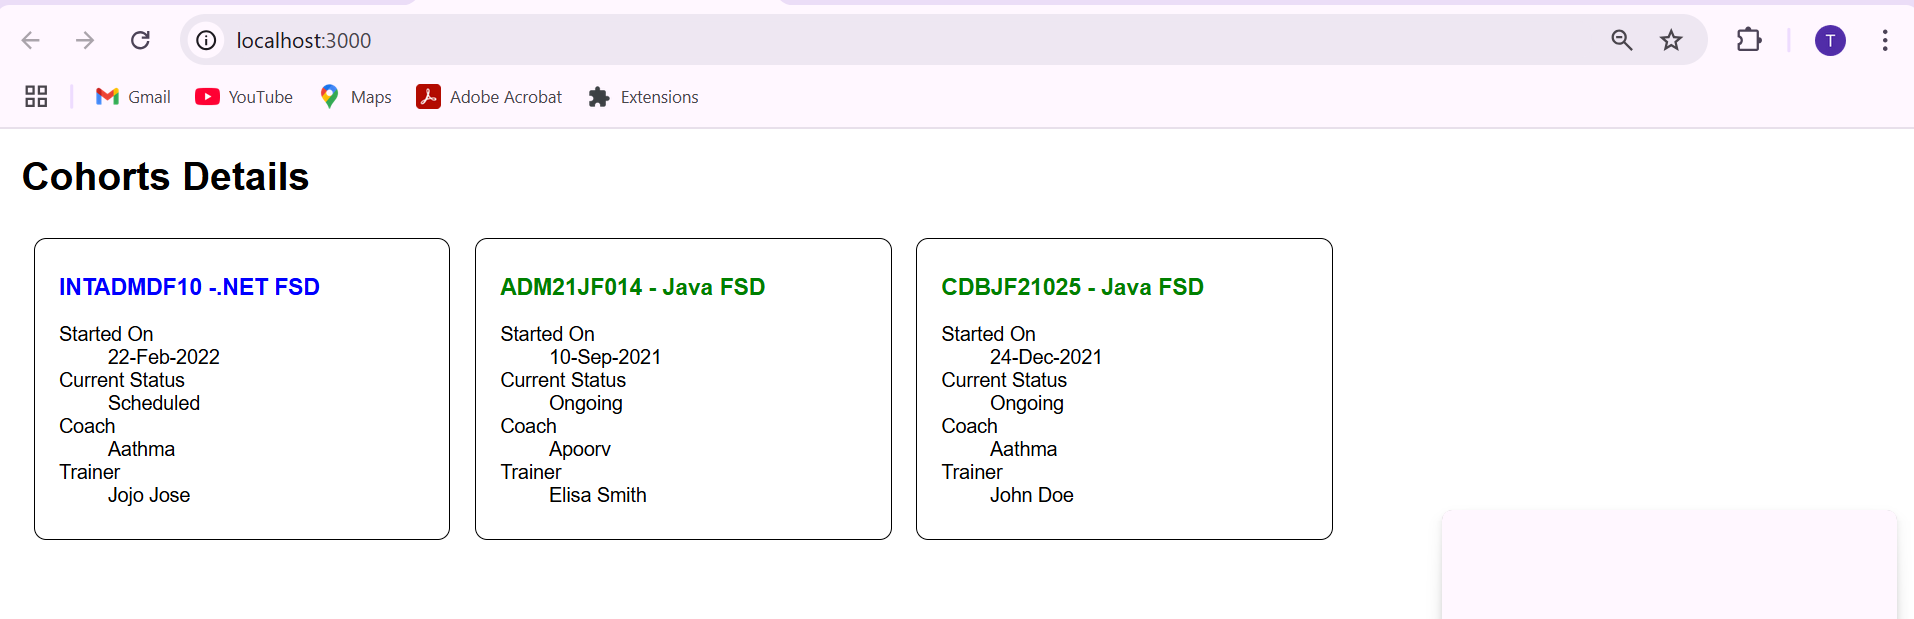 localhost:3000
T
Gmail
YouTube
Maps
Adobe Acrobat
Extensions
Cohorts Details
INTADMDF10 -.NET FSD
Started On
22-Feb-2022
Current Status
Scheduled
Coach
Aathma
Trainer
Jojo Jose
ADM21JF014 - Java FSD
Started On
10-Sep-2021
Current Status
Ongoing
Coach
Apoorv
Trainer
Elisa Smith
CDBJF21025 - Java FSD
Started On
24-Dec-2021
Current Status
Ongoing
Coach
Aathma
Trainer
John Doe